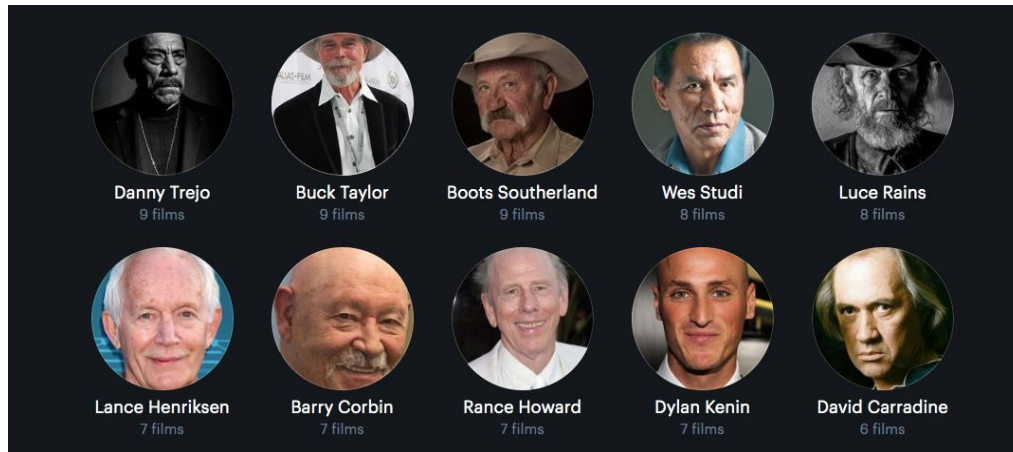 ALLAS+FILM
Danny Trejo
9 films
Buck Taylor
9 films
Boots Southerland
9 films
Wes Studi
8 films
Luce Rains
8 films
Lance Henriksen
7 films
Barry Corbin
7 films
Rance Howard
7 films
Dylan Kenin
7 films
David Carradine
6 films